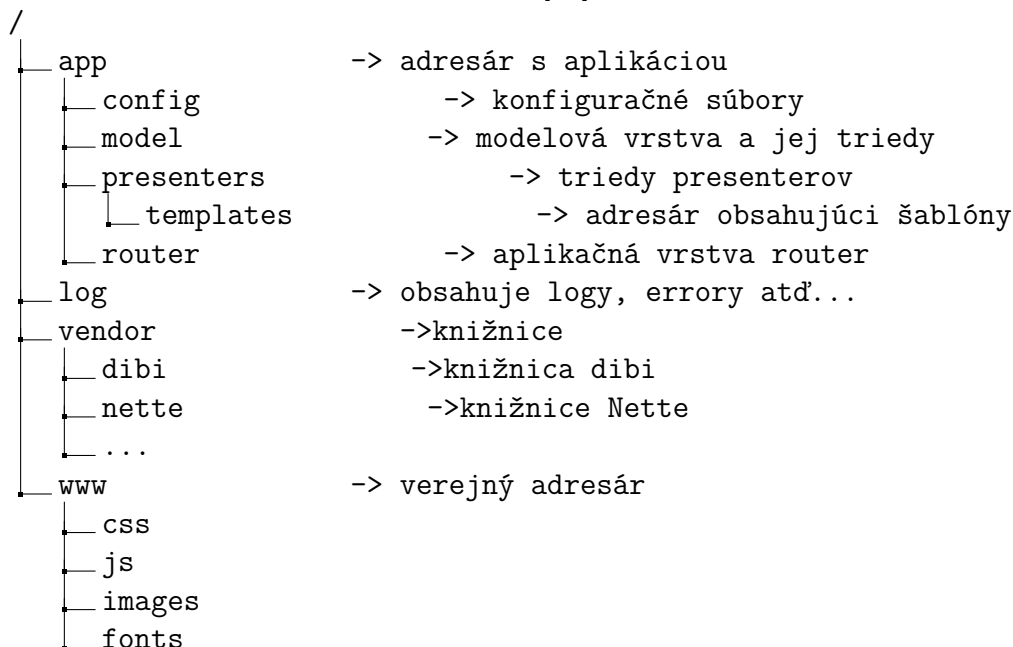 /
app -> adresár s aplikáciou
config -> konfiguračné súbory
model -> modelová vrstva a jej triedy
presenters -> triedy presenterov
templates -> adresár obsahujúci šablóny
router -> aplikačná vrstva router
log -> obsahuje logy, errory atď...
vendor ->knižnice
dibi ->knižnica dibi
nette ->knižnice Nette
...
www -> verejný adresár
css
js
images
fonts